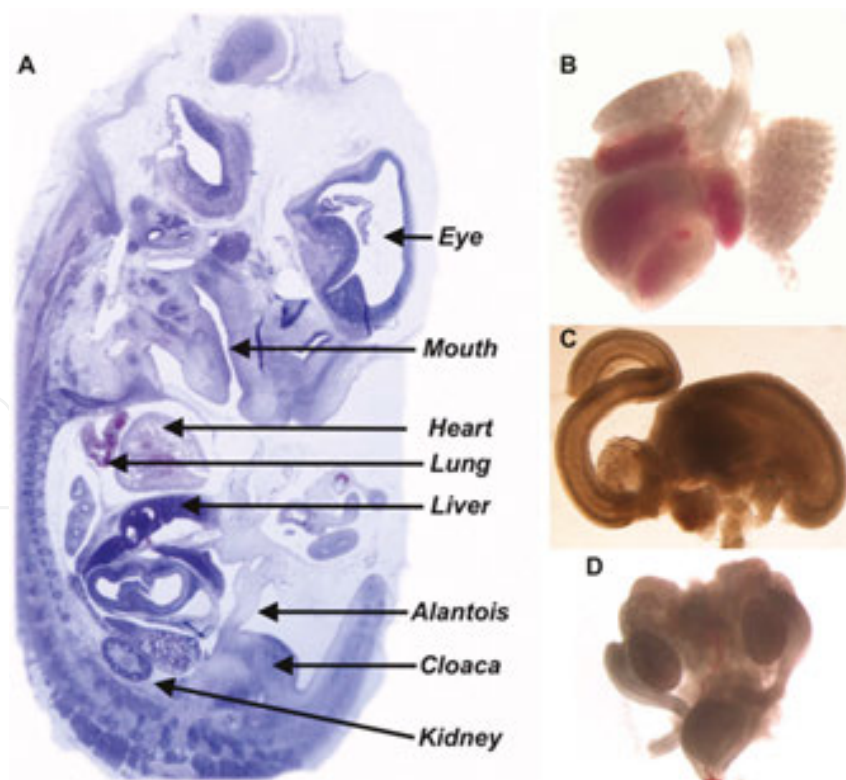 A
B
Eye
Mouth
C
Heart
Lung
Liver
D
Alantois
Cloaca
Kidney